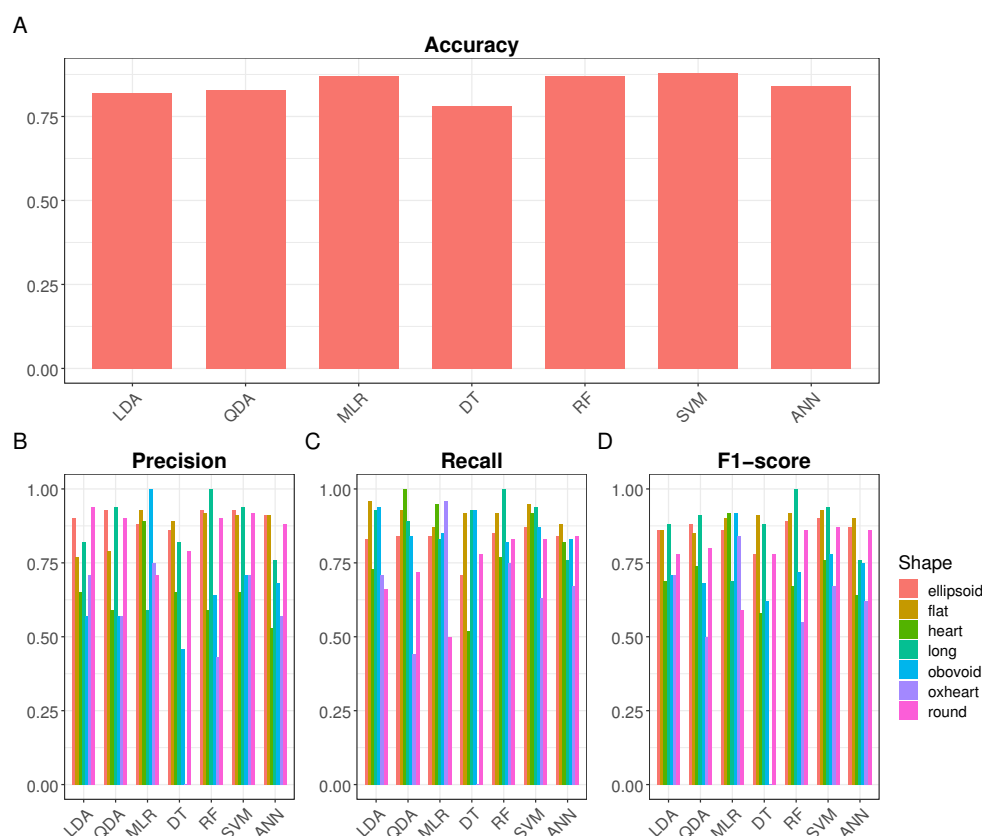 A
Accuracy
0.75
0.50
0.25
0.00
LDA
QDA
MLR
DT
RF
SVM
ANN
B
Precision
1.00
0.75
0.50
0.25
0.00
LDA
QDA
MLR
DT
RF
SVM
ANN
C
Recall
1.00
0.75
0.50
0.25
0.00
LDA
QDA
MLR
DT
RF
SVM
ANN
D
F1−score
1.00
0.75
0.50
0.25
0.00
LDA
QDA
MLR
DT
RF
SVM
ANN
Shape
ellipsoid
flat
heart
long
obovoid
oxheart
round